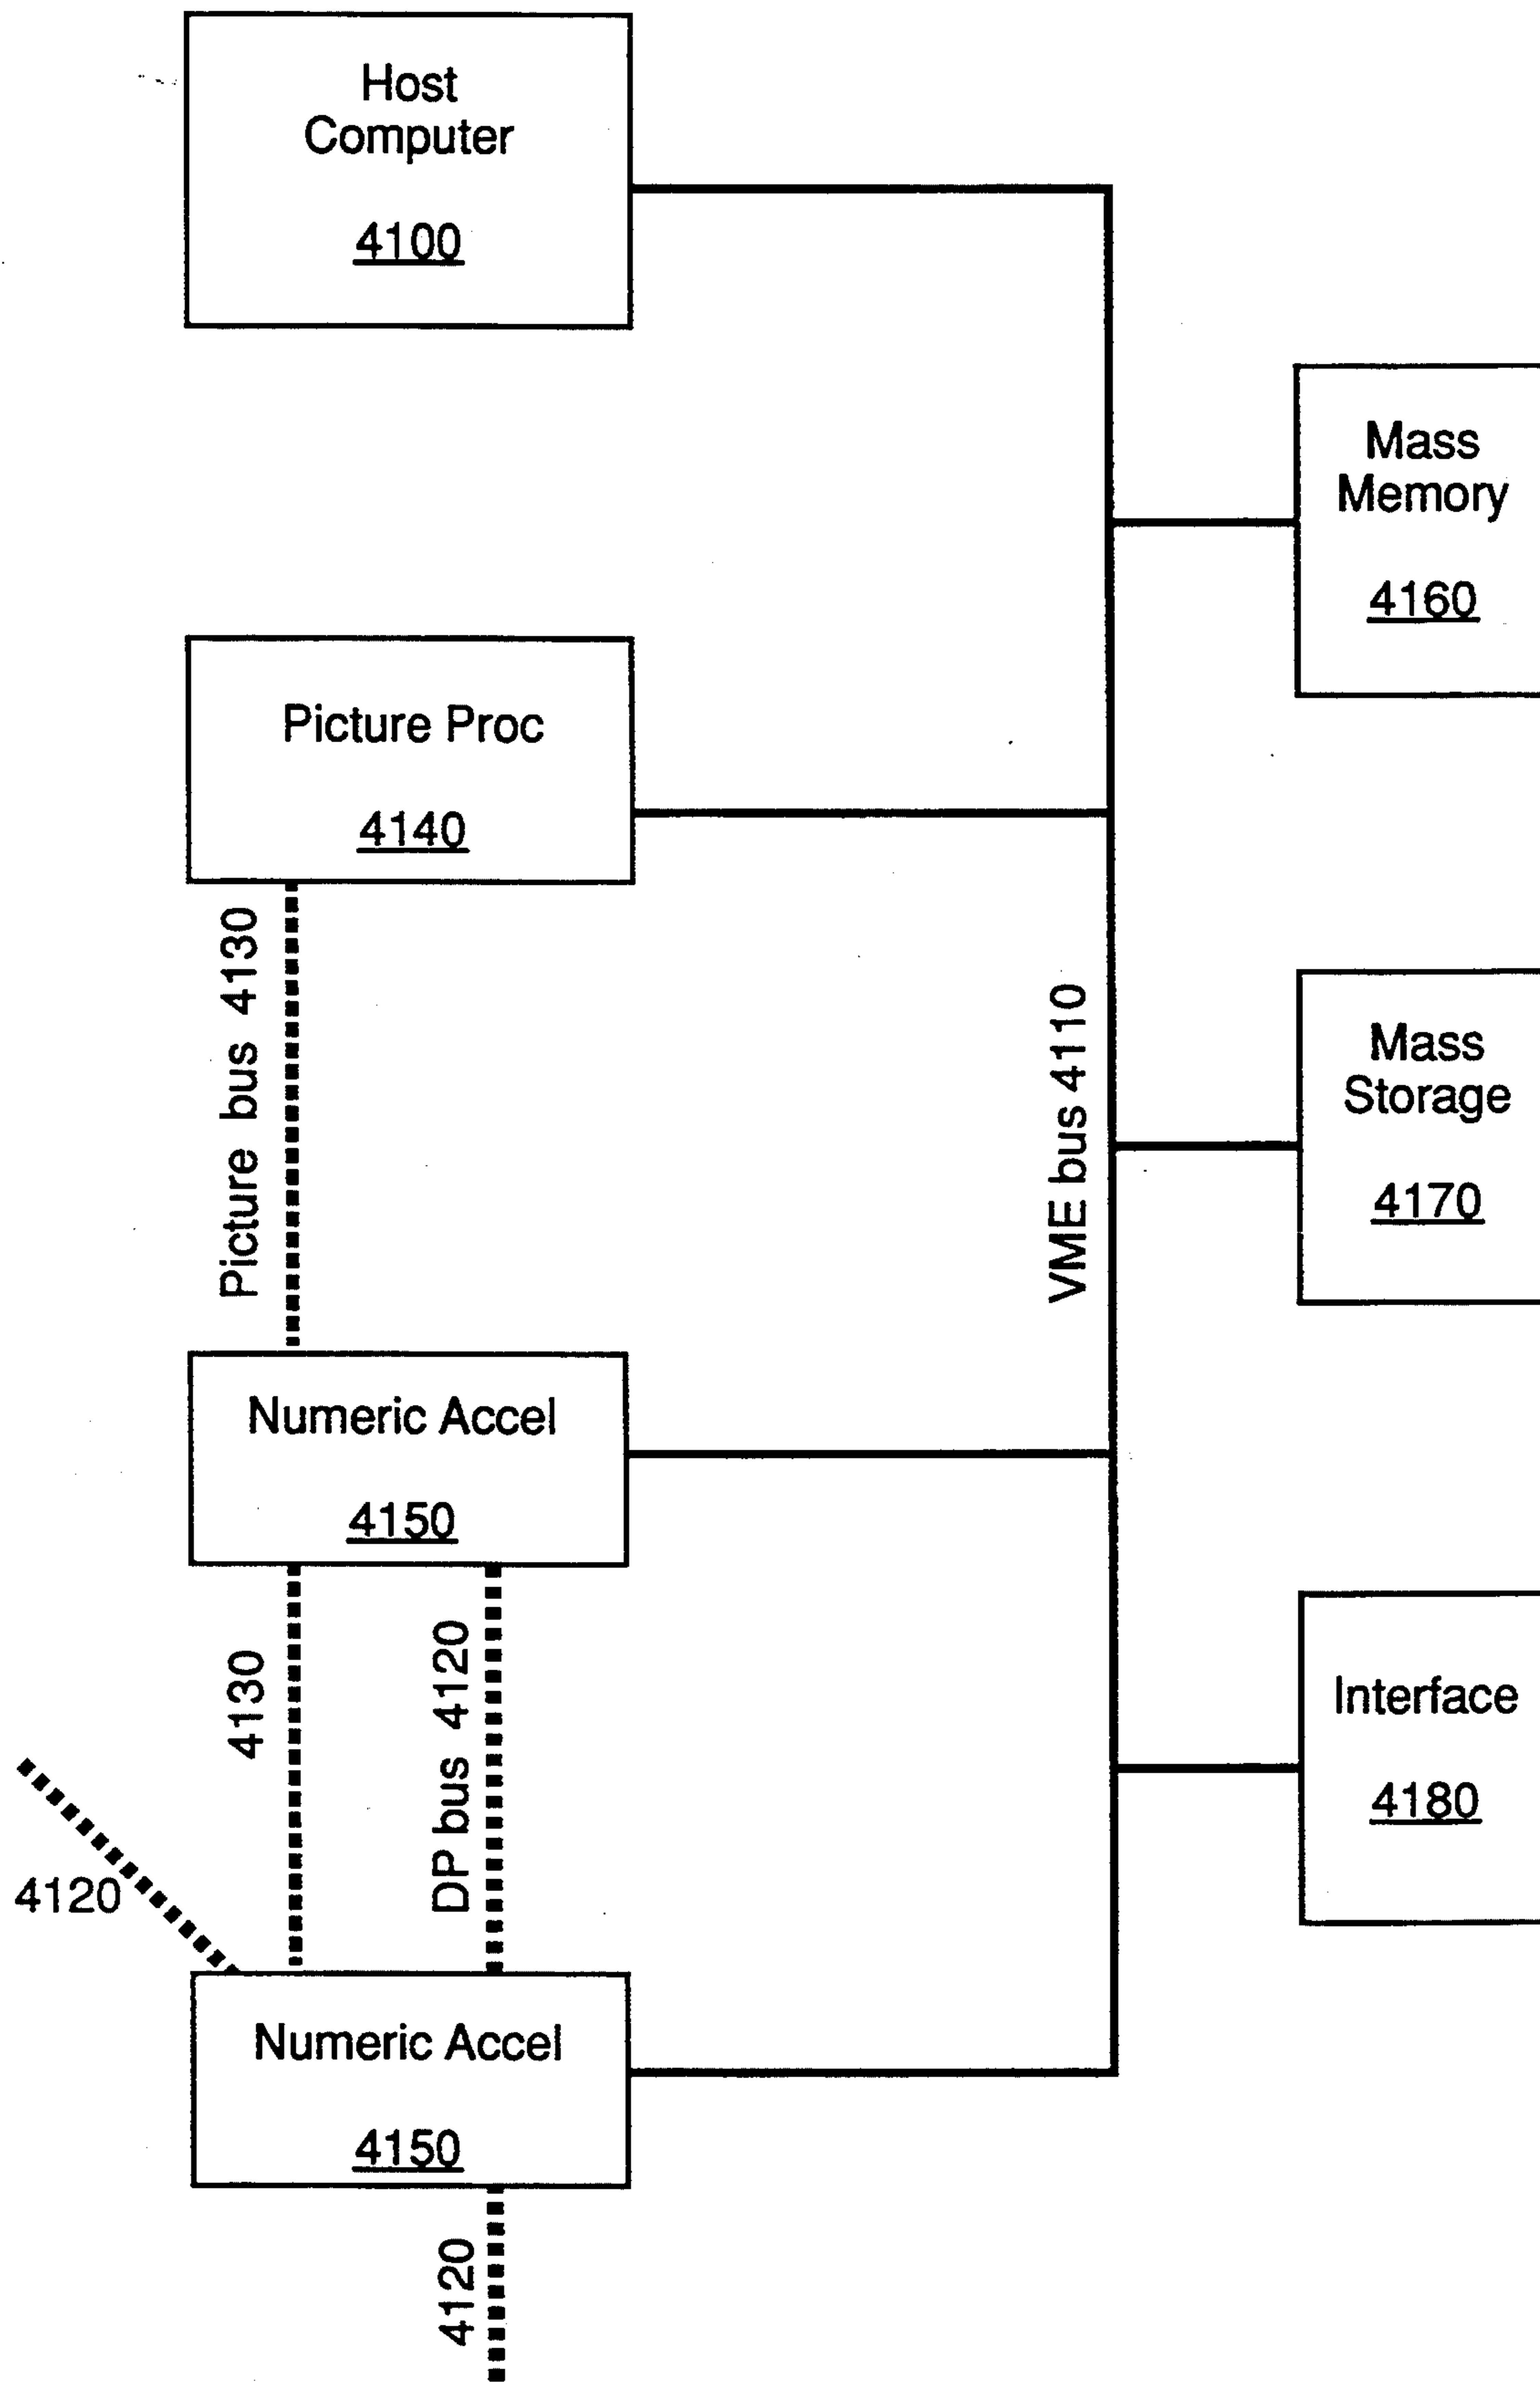 Host
Computer
4100
Mass
Memory
4160
Picture Proc
4140
Picture bus 4130
VME bus 4110
Mass
Storage
4170
Numeric Accel
4150
4130
DP bus 4120
4120
Interface
4180
Numeric Accel
4150
4120